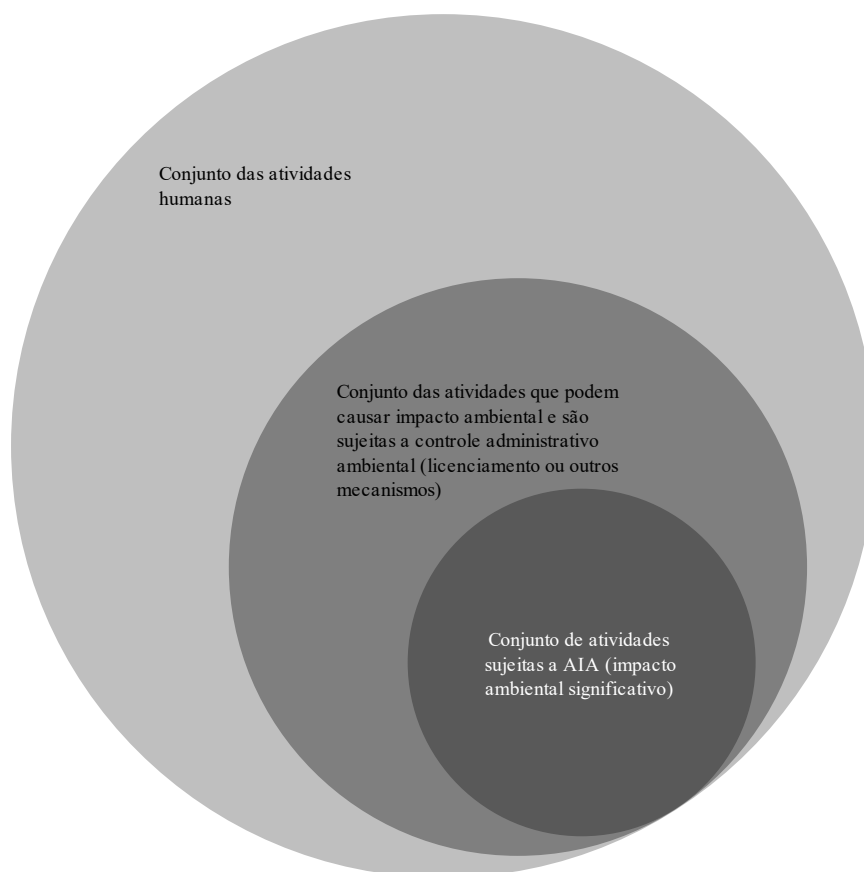 Conjunto das atividades
humanas
Conjunto das atividades que podem
causar impacto ambiental e são
sujeitas a controle administrativo
ambiental (licenciamento ou outros
mecanismos)
Conjunto de atividades
sujeitas a AIA (impacto
ambiental significativo)